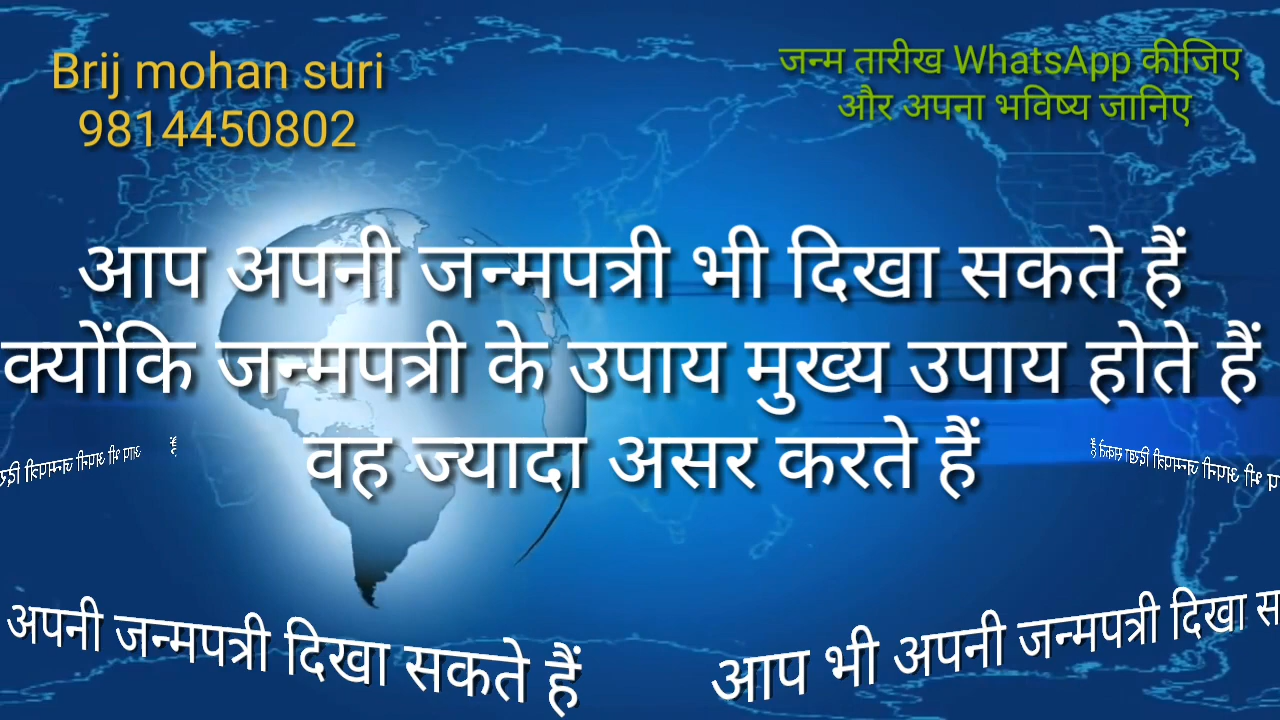 Brij mohan suri
9814450802
जन्म तारीख WhatsApp कीजिए
और अपना भविष्य जानिए
आप अपनी जन्मपत्री भी दिखा सकते हैं
क्योंकि जन्मपत्री के उपाय मुख्य उपाय होते हैं
वह ज्यादा असर करते हैं
अपनी जन्मपत्री दिखा सकते हैं
आप भी अपनी जन्मपत्री दिखा